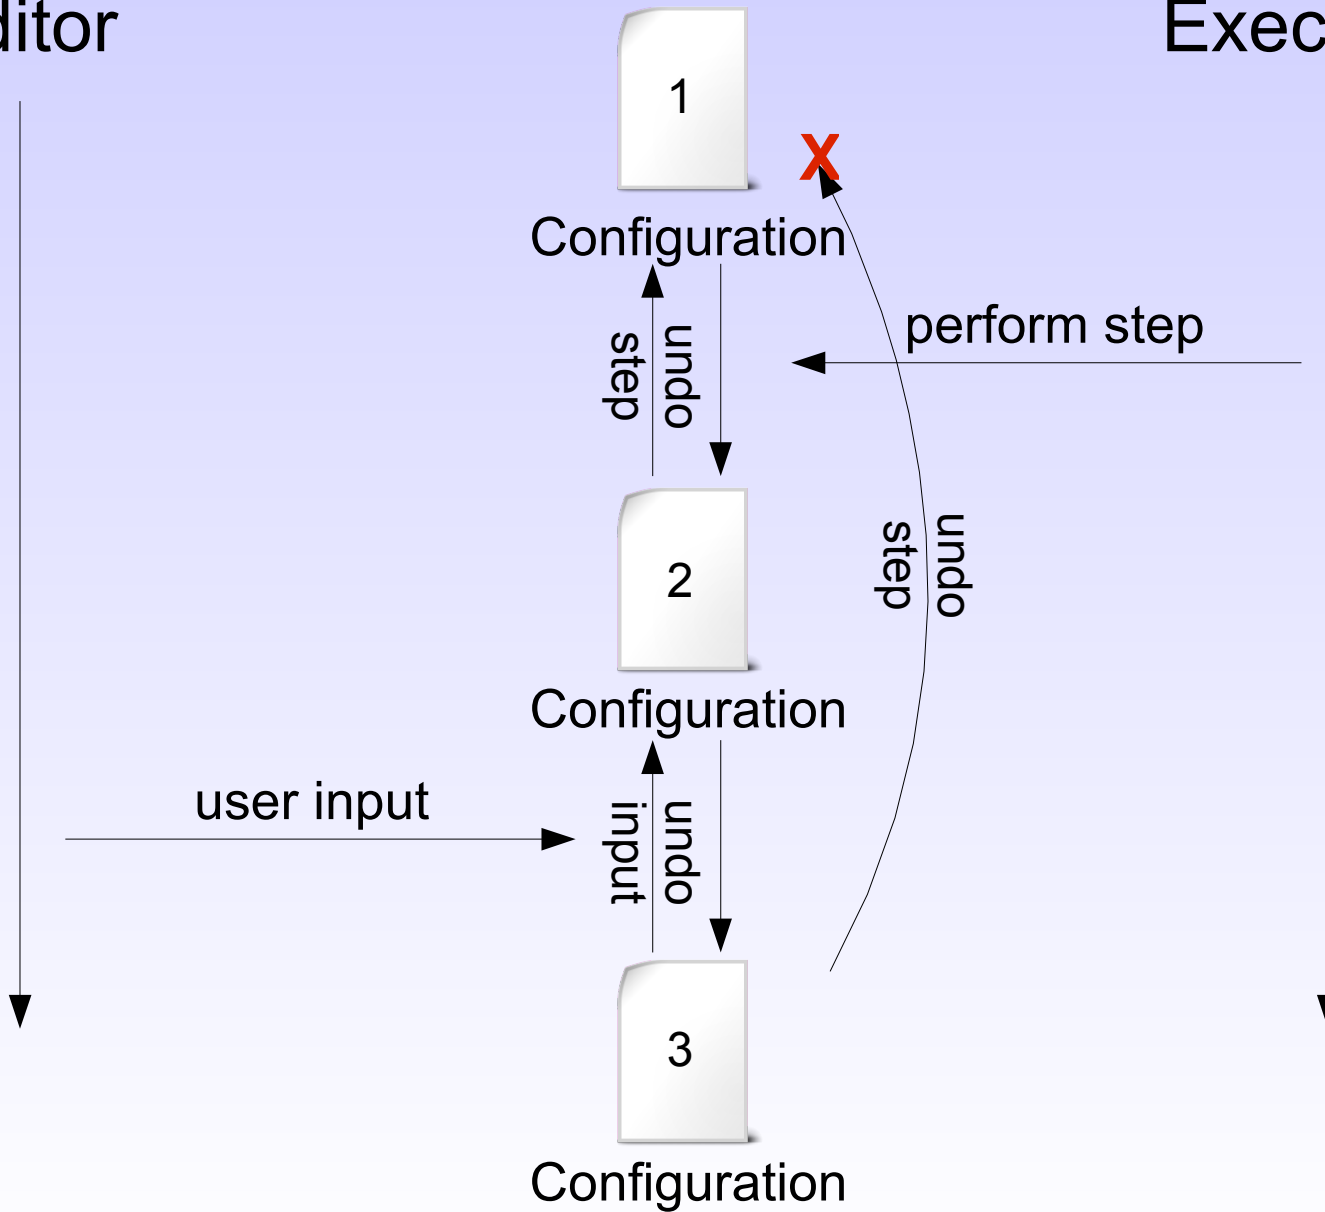 ditor
Exec
1
X
Configuration
undo
step
perform step
2
undo
step
Configuration
user input
undo
input
3
Configuration